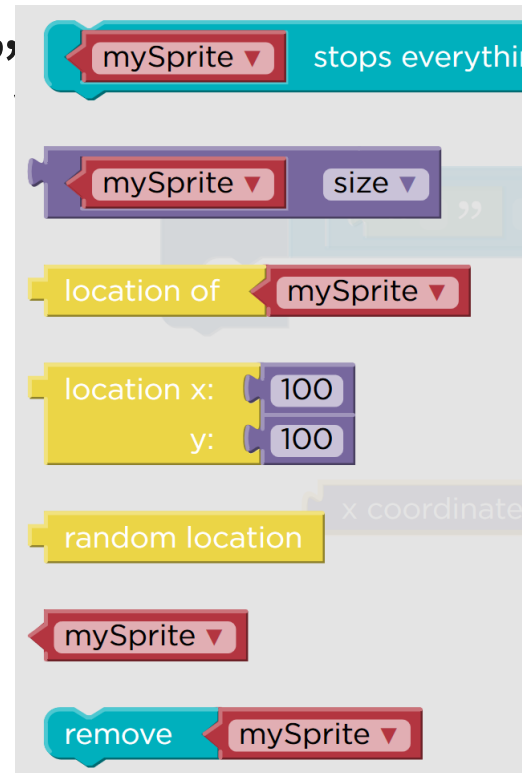 ”
mySprite ▼ stops everythi
mySprite ▼ size ▼
”
location of mySprite ▼
location x: 100
y: 100
x coordinate
random location
mySprite ▼
remove mySprite ▼